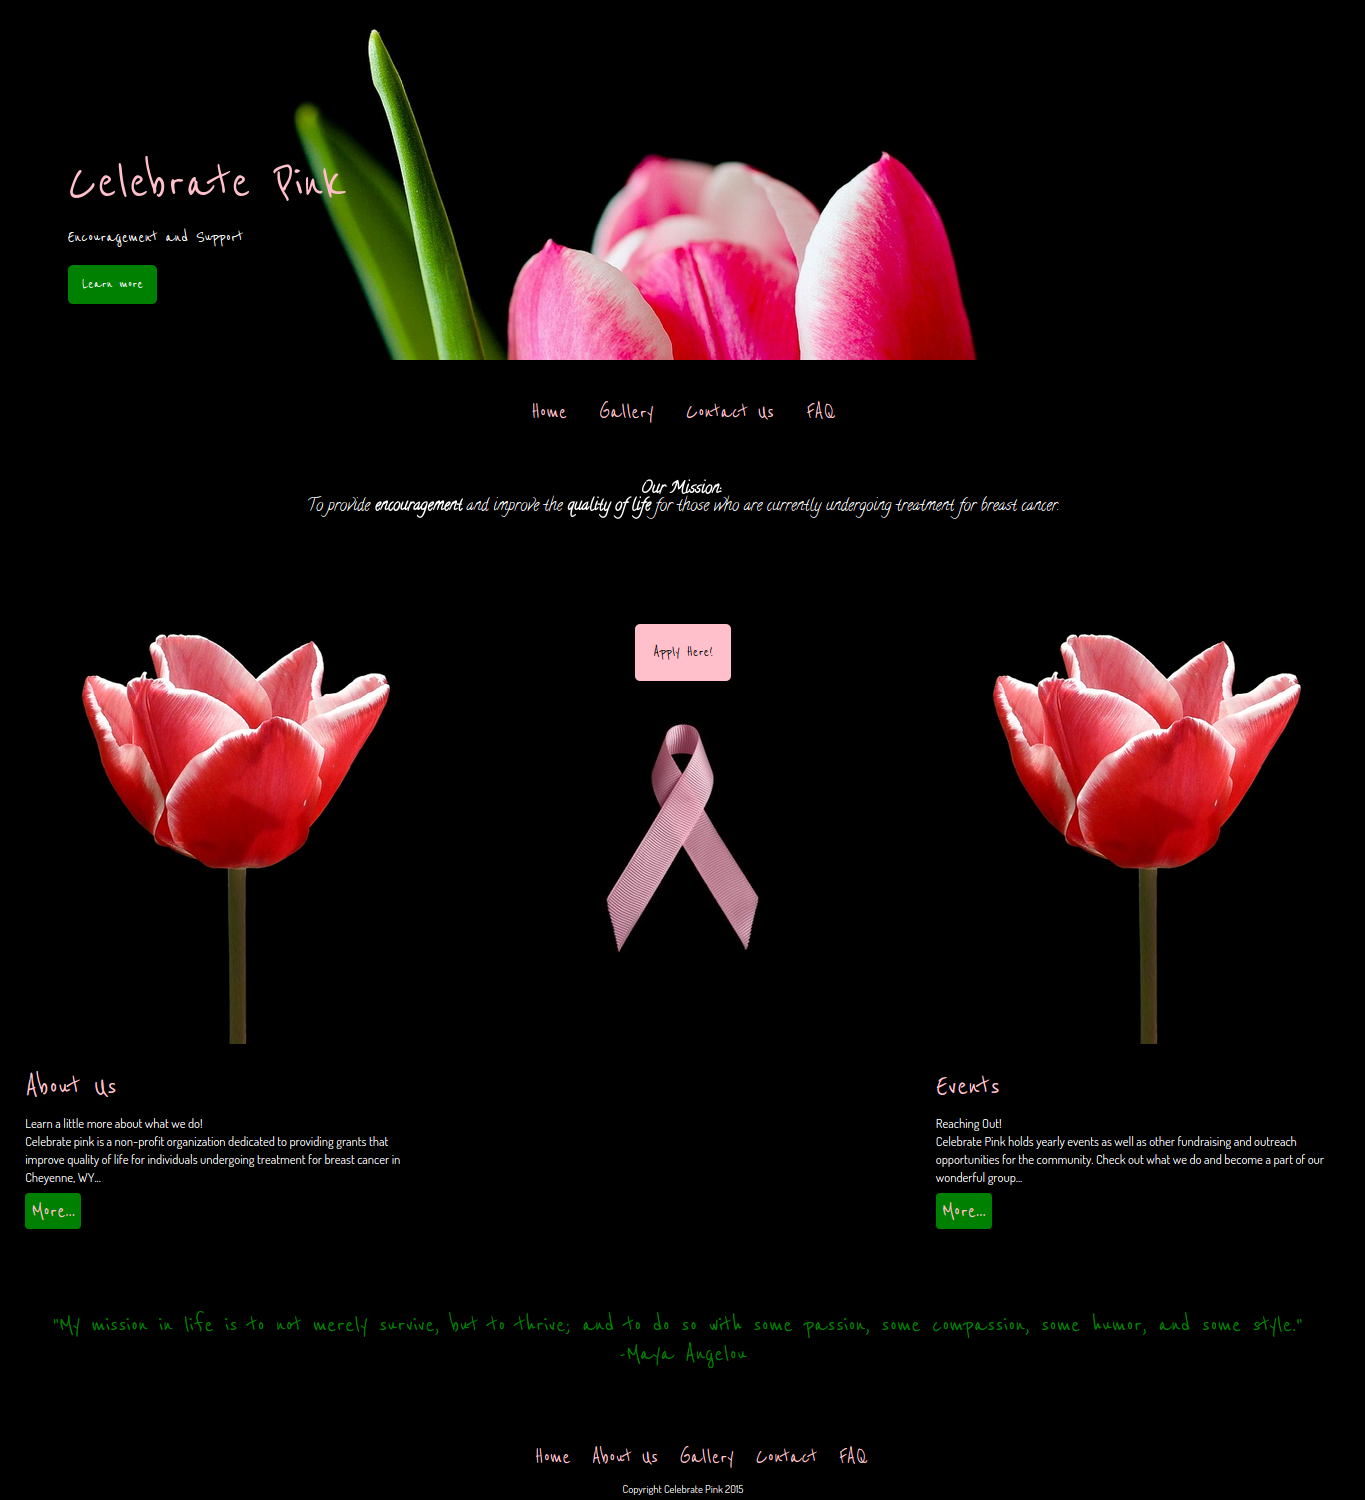 Celebrate Pink
Encouragement and Support
Learn more
Home Gallery Contact Us FAQ
Our Mission:
To provide encouragement and improve the quality of life for those who are currently undergoing treatment for breast cancer.
Apply Here!
About Us
Learn a little more about what we do!
Celebrate pink is a non-profit organization dedicated to providing grants that
improve quality of life for individuals undergoing treatment for breast cancer in
Cheyenne, WY...
More...
Events
Reaching Out!
Celebrate Pink holds yearly events as well as other fundraising and outreach
opportunities for the community. Check out what we do and become a part of our
wonderful group...
More...
"My mission in life is to not merely survive, but to thrive; and to do so with some passion, some compassion, some humor, and some style."
-Maya Angelou
Home About Us Gallery Contact FAQ
Copyright Celebrate Pink 2015